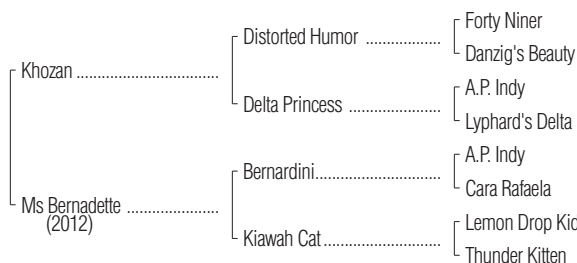 Forty Niner
Distorted Humor ....................
Danzig's Beauty
Khozan .......................................
A.P. Indy
Delta Princess .........................
Lyphard's Delta
A.P. Indy
Bernardini..................................
Cara Rafaela
Ms Bernadette .........................
(2012)
Lemon Drop Kid
Kiawah Cat................................
Thunder Kitten